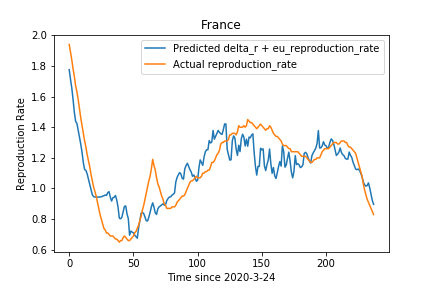 France
Predicted delta_r + eu_reproduction_rate
Actual reproduction_rate
Reproduction Rate
2.0
1.8
1.6
1.4
1.2
1.0
0.8
0.6
0 50 100 150 200
Time since 2020-3-24